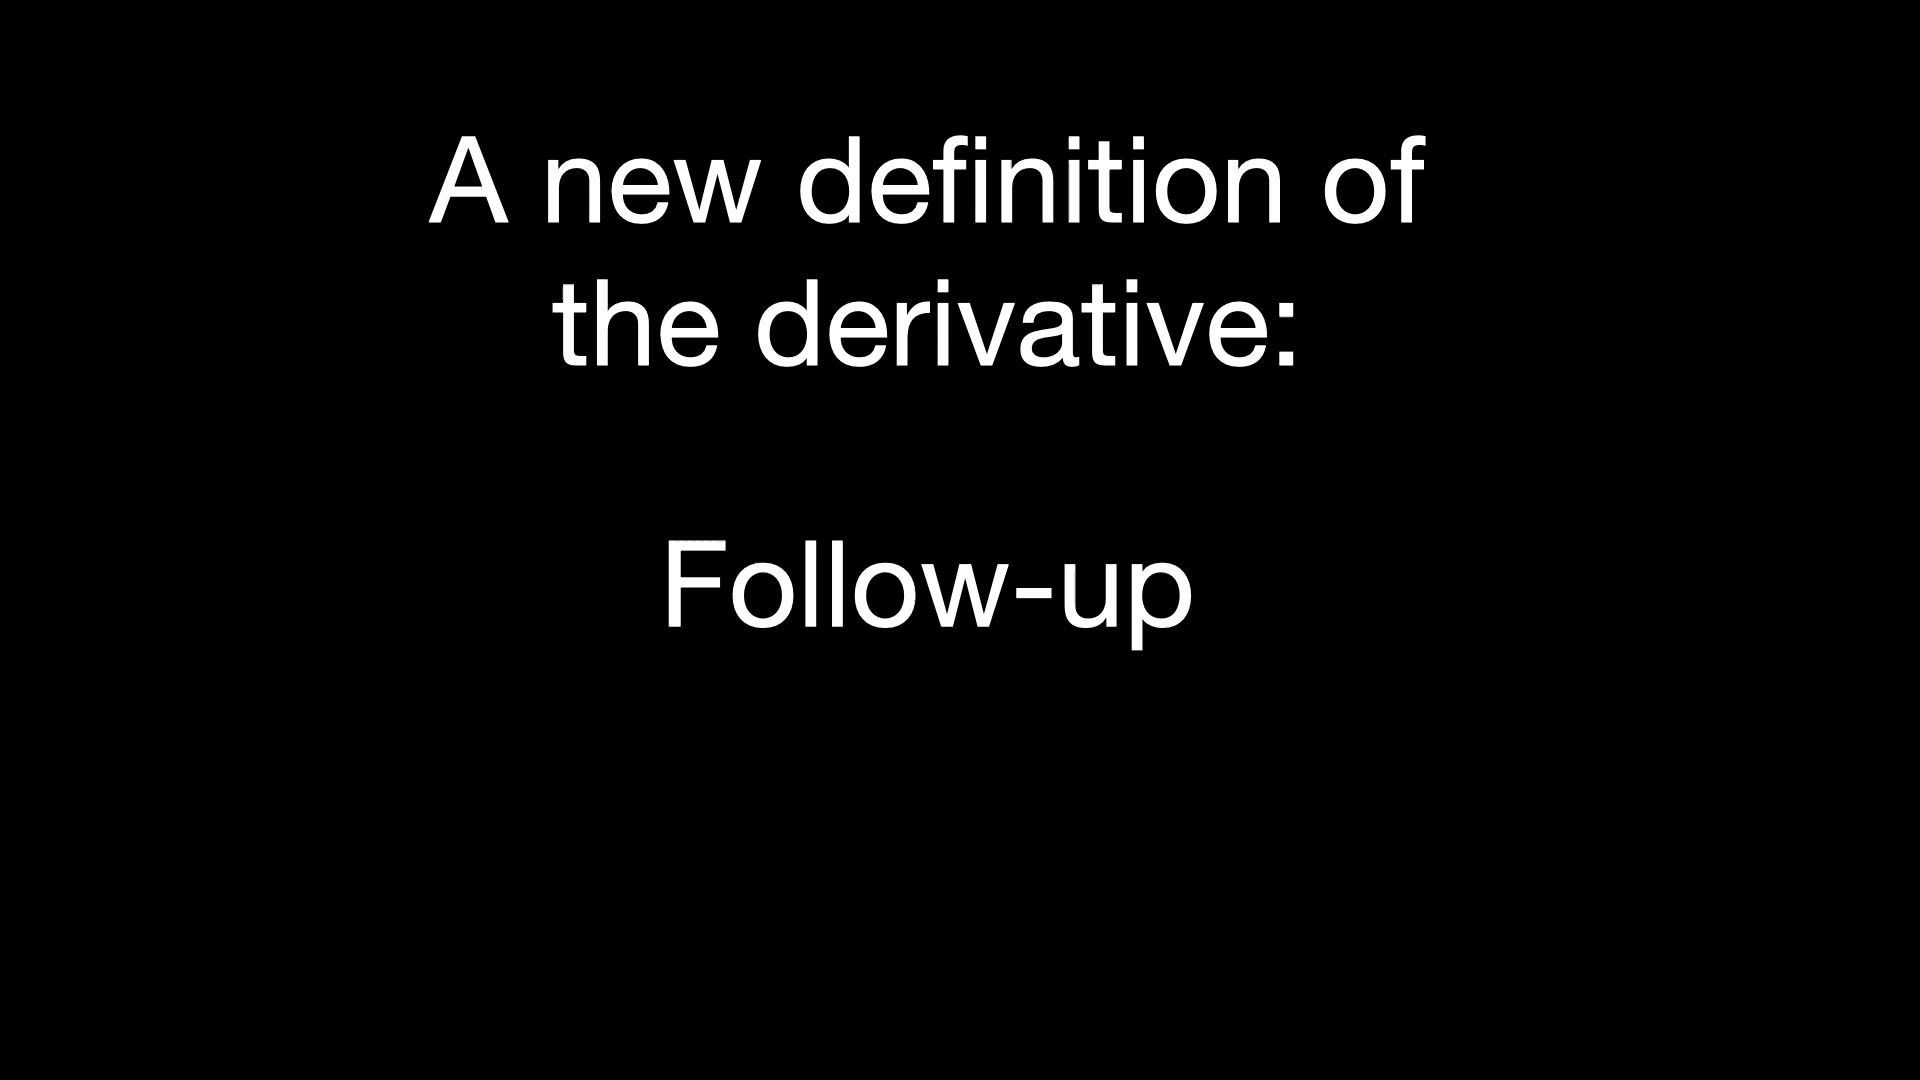 A new definition of
the derivative:
Follow-up